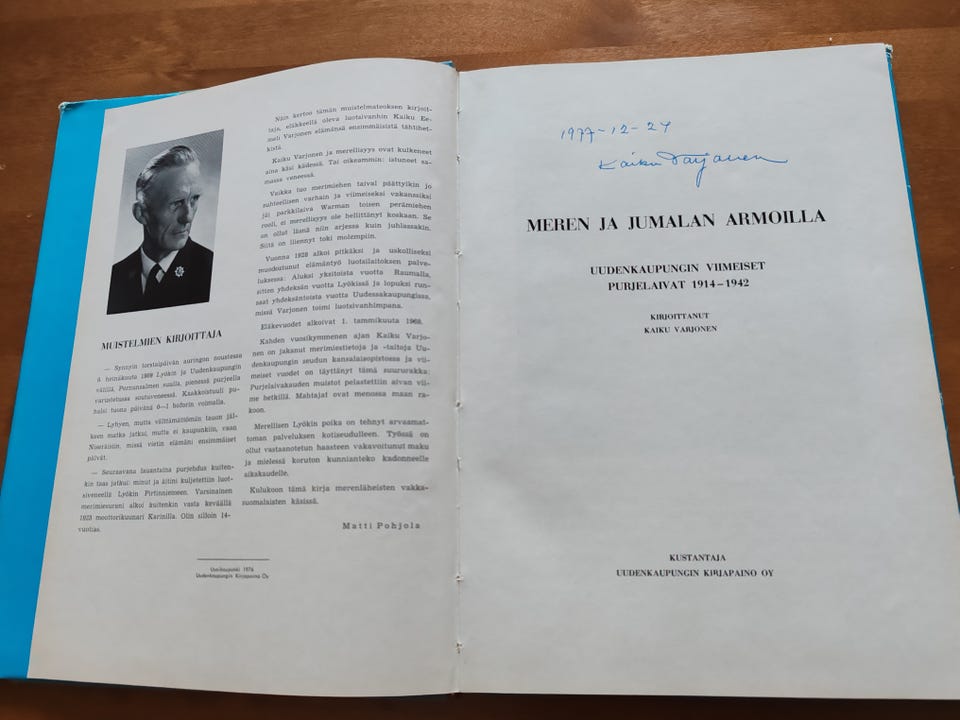 MUISTELMIEN KIRJOITTAJA
— Synnyin torstaipäivän auringon noustessa
8. heinäkuuta 1909 Lyökin ja Uudenkaupungin
välillä, Pornunsalmen suulla, pienessä purjeella
varustetussa soutuveneessä. Kaakkoistuuli pu-
halsi tuona päivänä 0—1 boforin voimalla.
— Lyhyen, mutta välttämättömän tauon jäl-
keen matka jatkui, mutta ei kaupunkiin, vaan
missä vietin elämäni ensimmäiset
päivät.
— Seuraavana lauantaina purjehdus kuiten-
kin taas jatkui: minut ja äitini kuljetettiin luot-
siveneellä Lyökin Pirtinniemeen. Varsinainen
merimiesurani alkoi kuitenkin vasta keväällä
1923 moottorikuunari Karinilla. Olin silloin 14-
vuotias.
Näin kertoo tämän muistelmateoksen kirjoit-
taja, eläkkeellä oleva luotsivanhin Kaiku Ee-
meli Varjonen elämänsä ensimmäisistä tähtihet-
kistä.
Kaiku Varjonen ja merellisyys ovat kulkeneet
aina käsi kädessä. Tai oikeammin: istuneet sa-
massa veneessä.
Vaikka tuo merimiehen taival päättyikin jo
suhteellisen varhain ja viimeiseksi vakanssiksi
jäi parkkilaiva Warman toisen perämiehen
rooli, ei merellisyys ole hellittänyt koskaan. Se
on ollut läsnä niin arjessa kuin juhlassakin.
Siitä on liiennyt toki molempiin.
Vuonna 1928 alkoi pitkäksi ja uskolliseksi
muodostunut elämäntyö luotsilaitoksen palve-
luksessa: Aluksi yksitoista vuotta Raumalla,
sitten yhdeksän vuotta Lyökissä ja lopuksi run-
saat yhdeksäntoista vuotta Uudessakaupungissa,
missä Varjonen toimi luotsivanhimpana.
Eläkevuodet alkoivat 1. tammikuuta 1968.
Kahden vuosikymmenen ajan Kaiku Varjo-
nen on jakanut merimiestietoja ja -taitoja Uu-
denkaupungin seudun kansalaisopistossa ja vii-
meiset vuodet on täyttänyt tämä suururakka:
Purjelaivakauden muistot pelastettiin aivan vii-
me hetkillä. Mahtajat ovat menossa maan ra-
koon.
Merellisen Lyökin poika on tehnyt arvaamat-
toman palveluksen kotiseudulleen. Työssä on
ollut vastaanotetun haasteen vakavoitunut maku
ja mielessä koruton kunnianteko kadonneelle
aikakaudelle.
Kulukoon tämä kirja merenläheisten vakka-
suomalaisten käsissä.
Matti Pohjola
Uusikaupunki 1976
Uudenkaupungin Kirjapaino Oy
1977-12-24
Kaiku Varjonen
MEREN JA JUMALAN ARMOILLA
UUDENKAUPUNGIN VIIMEISET
PURJELAIVAT 1914–1942
KIRJOITTANUT
KAIKU VARJONEN
KUSTANTAJA
UUDENKAUPUNGIN KIRJAPAINO OY